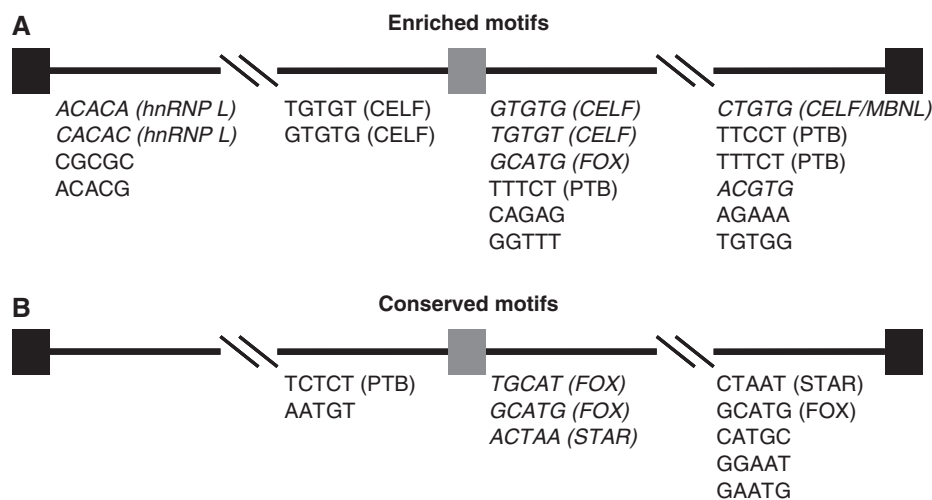 A
Enriched motifs
ACACA (hnRNP L)
CACAC (hnRNP L)
CGCGC
ACACG
TGTGT (CELF)
GTGTG (CELF)
GTGTG (CELF)
TGTGT (CELF)
GCATG (FOX)
TTTCT (PTB)
CAGAG
GGTTT
CTGTG (CELF/MBNL)
TTCCT (PTB)
TTTCT (PTB)
ACGTG
AGAAA
TGTGG
B
Conserved motifs
TCTCT (PTB)
AATGT
TGCAT (FOX)
GCATG (FOX)
ACTAA (STAR)
CTAAT (STAR)
GCATG (FOX)
CATGC
GGAAT
GAATG